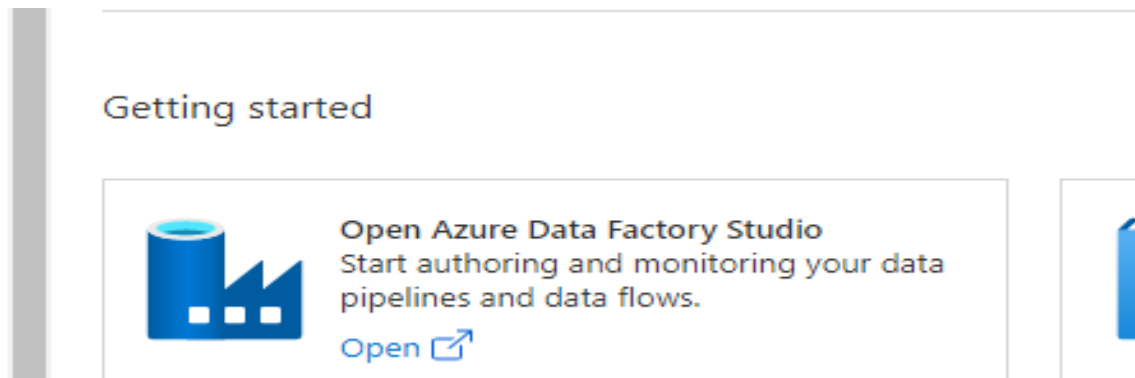 Getting started
Open Azure Data Factory Studio
Start authoring and monitoring your data
pipelines and data flows.
Open